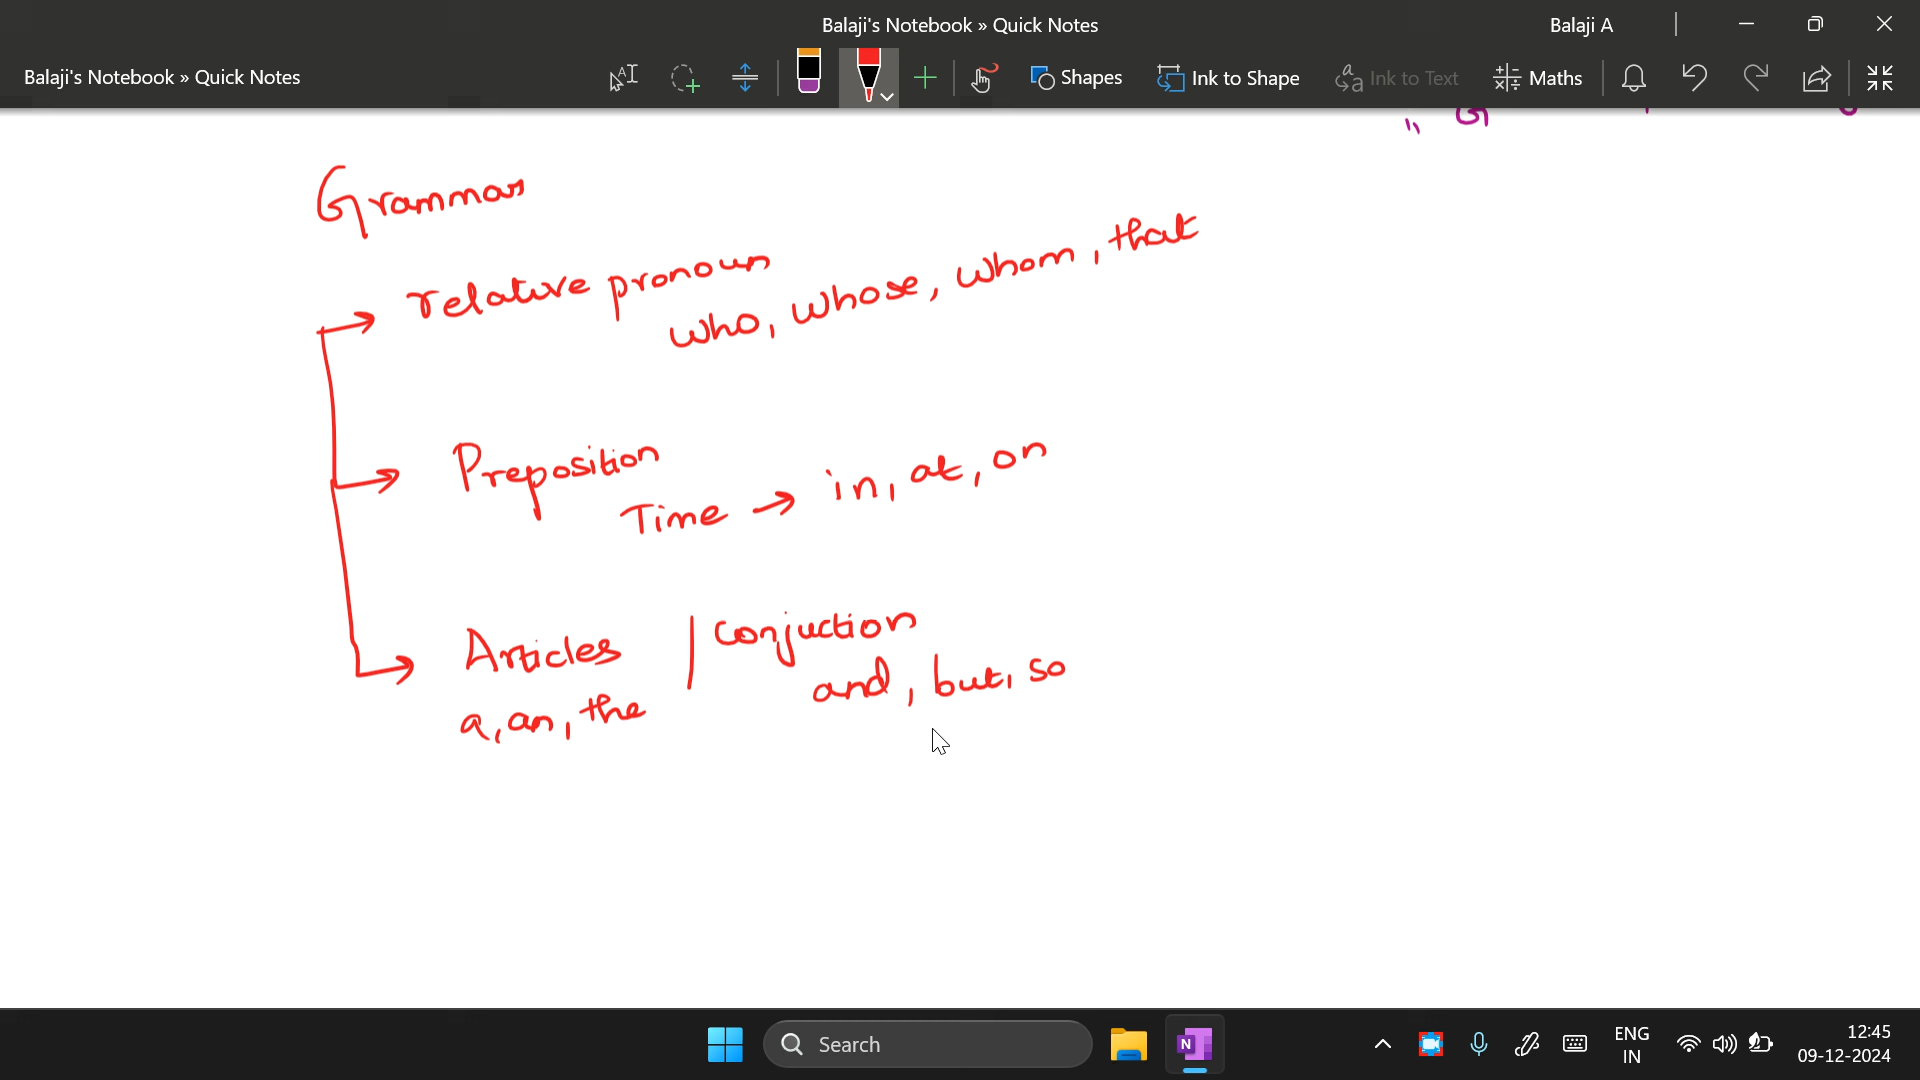 Balaji's Notebook » Quick Notes
Balaji A
Balaji's Notebook » Quick Notes
Shapes
Ink to Shape
Ink to Text
Maths
Grammar
relative pronoun
who, whose, whom, that
Preposition
Time → in, at, on
Articles | Conjuction
a, an, the
and, but, so
Search
ENG
IN
12:45
09-12-2024